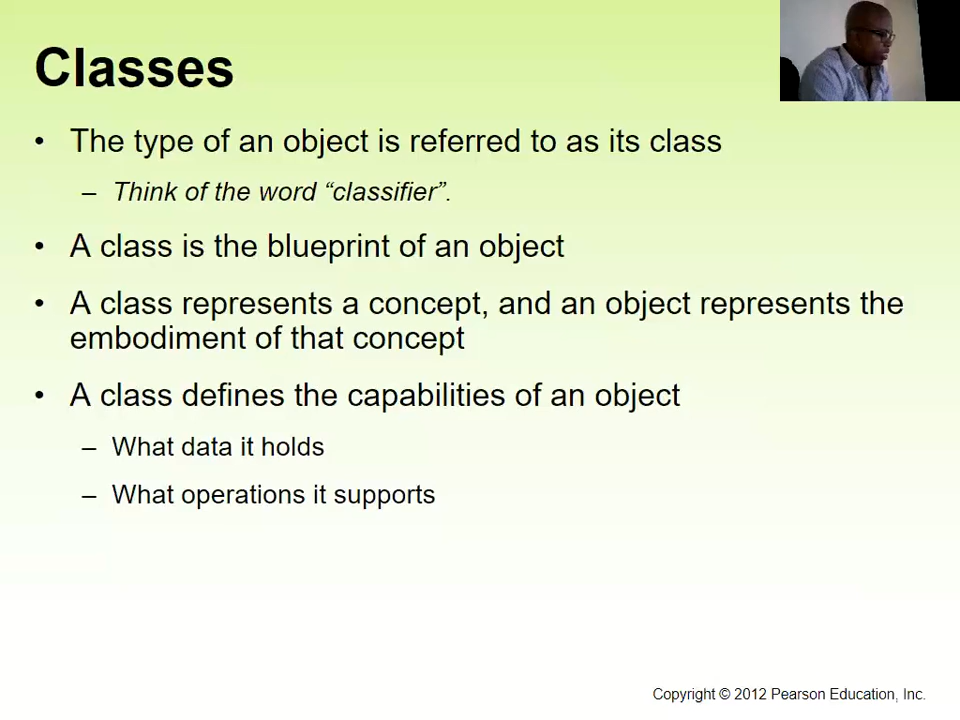 Classes
• The type of an object is referred to as its class
– Think of the word “classifier”.
• A class is the blueprint of an object
• A class represents a concept, and an object represents the
embodiment of that concept
• A class defines the capabilities of an object
– What data it holds
– What operations it supports
Copyright © 2012 Pearson Education, Inc.